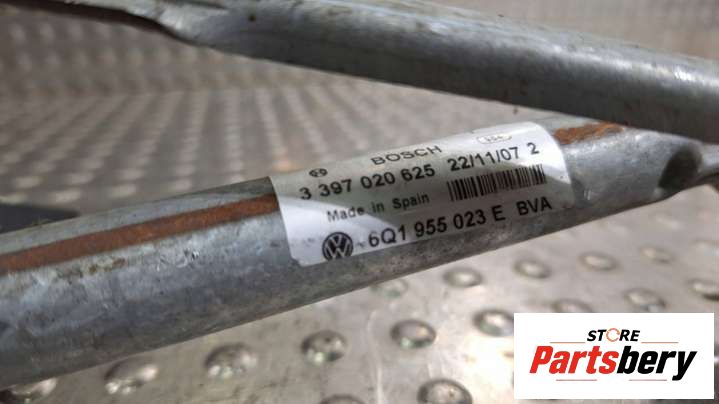 BOSCH
3 397 020 625 22/11/07 2
Made in Spain
6Q1 955 023 E BVA
STORE
Partsbery